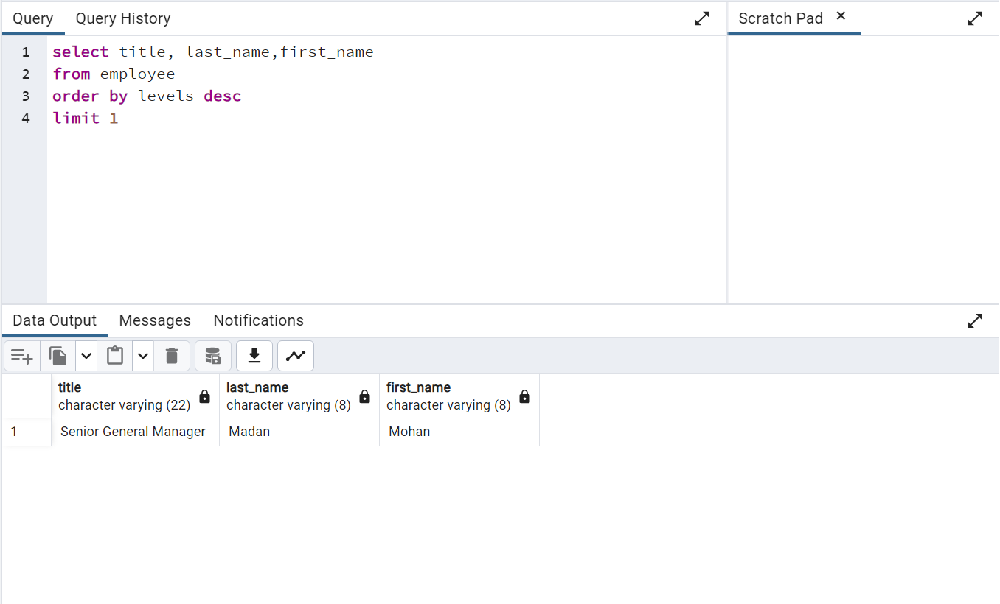 Query Query History Scratch Pad ×
1 select title, last_name,first_name
2 from employee
3 order by levels desc
4 limit 1
Data Output Messages Notifications
title last_name first_name
character varying (22) character varying (8) character varying (8)
1 Senior General Manager Madan Mohan